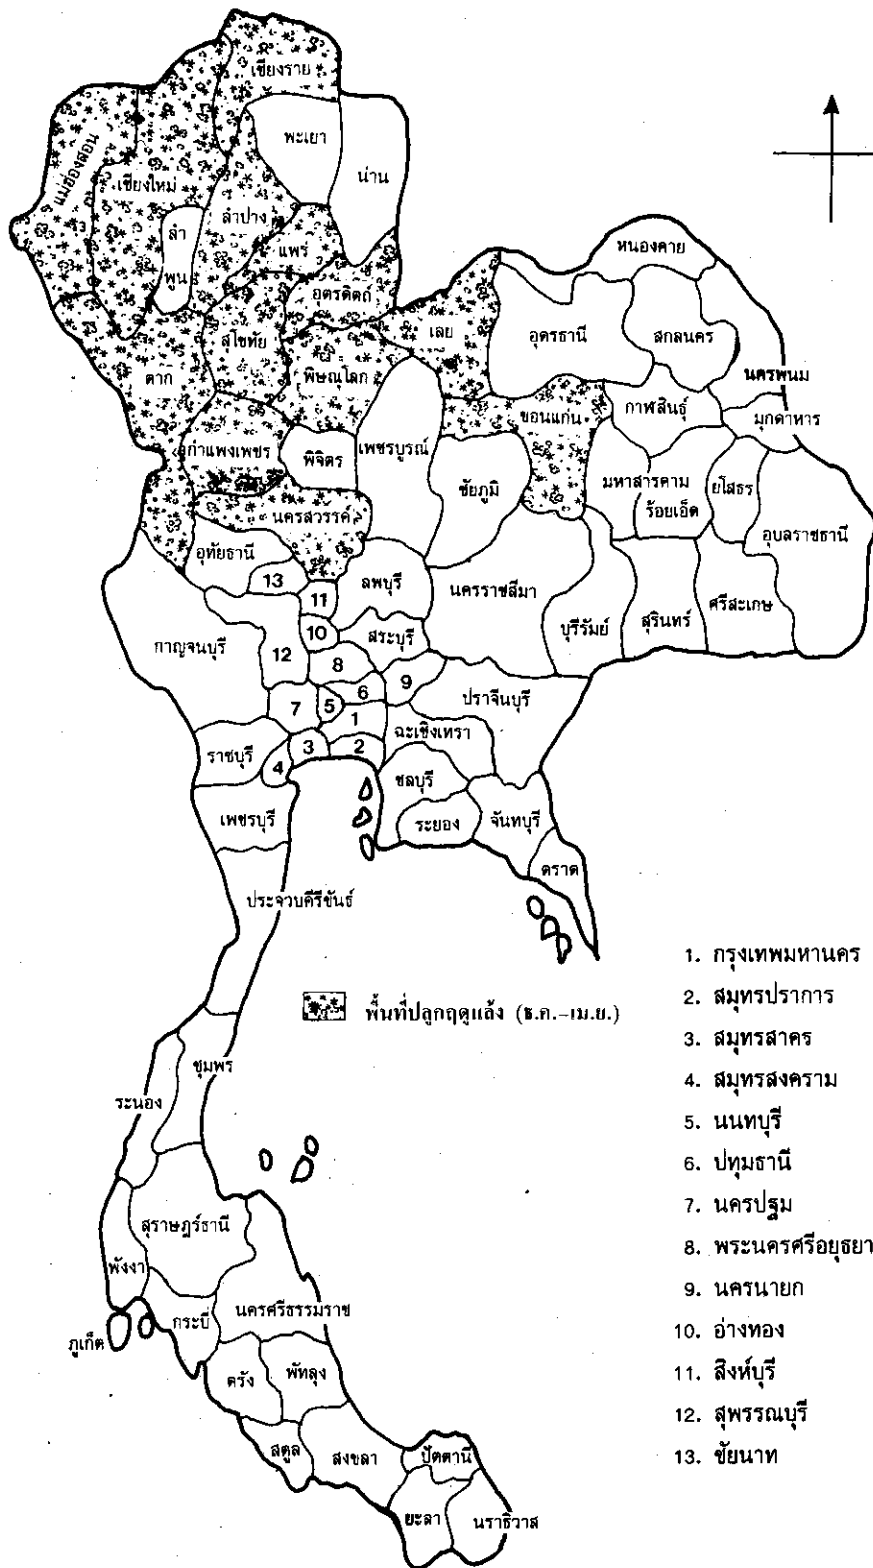 เชียงราย
พะเยา
น่าน
แม่ฮ่องสอน
เชียงใหม่
ลำปาง
ลำ
พูน
แพร่
อุตรดิตถ์
หนองคาย
สุโขทัย
เลย
อุดรธานี
สกลนคร
ตาก
พิษณุโลก
นครพนม
กำแพงเพชร
พิจิตร
เพชรบูรณ์
ขอนแก่น
กาฬสินธุ์
มุกดาหาร
ชัยภูมิ
มหาสารคาม
ร้อยเอ็ด
ยโสธร
นครสวรรค์
อุทัยธานี
อุบลราชธานี
13
11
ลพบุรี
นครราชสีมา
บุรีรัมย์
สุรินทร์
ศรีสะเกษ
กาญจนบุรี
12
10
สระบุรี
8
9
6
ปราจีนบุรี
7
5
1
ฉะเชิงเทรา
ราชบุรี
4
3
2
ชลบุรี
เพชรบุรี
ระยอง
จันทบุรี
ตราด
ประจวบคีรีขันธ์
พื้นที่ปลูกฤดูแล้ง (ธ.ค.-เม.ย.)
ชุมพร
ระนอง
สุราษฎร์ธานี
พังงา
นครศรีธรรมราช
กระบี่
ภูเก็ต
ตรัง
พัทลุง
สตูล
สงขลา
ปัตตานี
ยะลา
นราธิวาส
1. กรุงเทพมหานคร
2. สมุทรปราการ
3. สมุทรสาคร
4. สมุทรสงคราม
5. นนทบุรี
6. ปทุมธานี
7. นครปฐม
8. พระนครศรีอยุธยา
9. นครนายก
10. อ่างทอง
11. สิงห์บุรี
12. สุพรรณบุรี
13. ชัยนาท